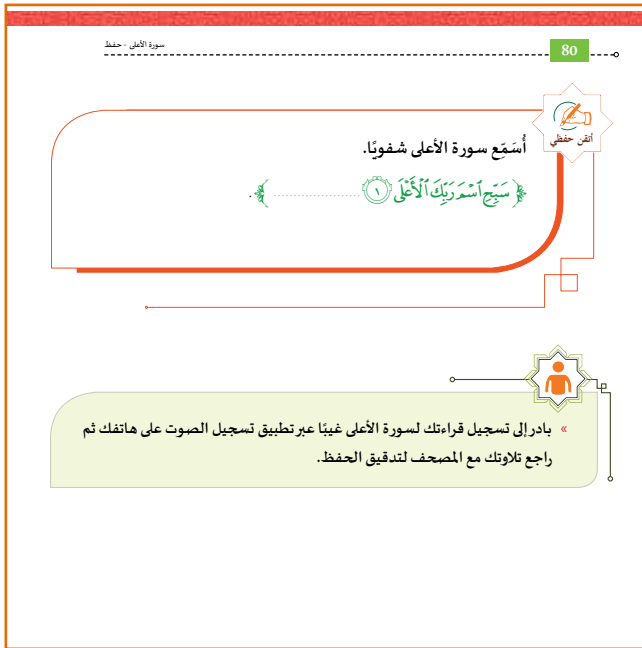 سورة الأعلى - حفظ
80
أتقن حفظي
أُسَمِّع سورة الأعلى شفويًا.
﴿ سَبِّحِ ٱسْمَ رَبِّكَ ٱلْأَعْلَى ١ .................... ﴾.
» بادر إلى تسجيل قراءتك لسورة الأعلى غيبًا عبر تطبيق تسجيل الصوت على هاتفك ثم
راجع تلاوتك مع المصحف لتدقيق الحفظ.